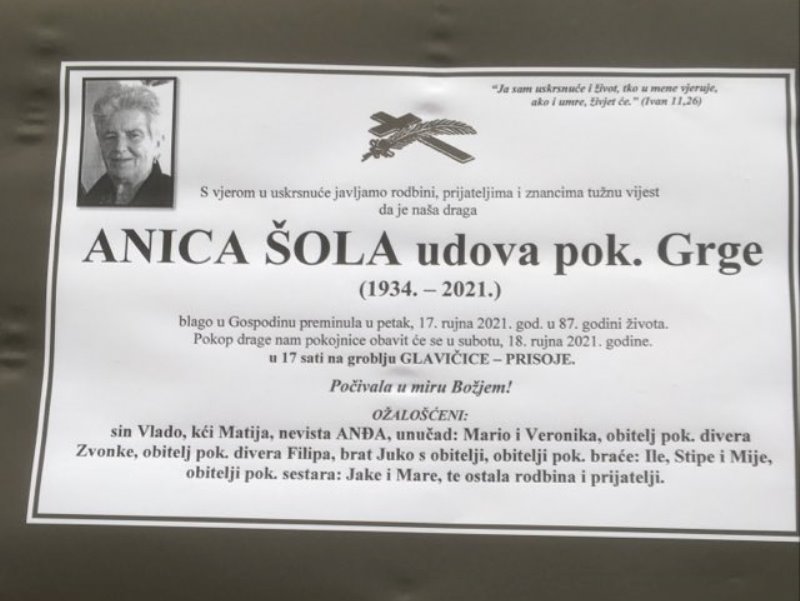 “Ja sam uskrsnuće i život, tko u mene vjeruje,
ako i umre, živjet će.” (Ivan 11,26)
S vjerom u uskrsnuće javljamo rodbini, prijateljima i znancima tužnu vijest
da je naša draga
ANICA ŠOLA udova pok. Grge
(1934. – 2021.)
blago u Gospodinu preminula u petak, 17. rujna 2021. god. u 87. godini života.
Pokop drage nam pokojnice obavit će se u subotu, 18. rujna 2021. godine.
u 17 sati na groblju GLAVIČICE – PRISOJE.
Počivala u miru Božjem!
OŽALOŠĆENI:
sin Vlado, kći Matija, nevista ANĐA, unučad: Mario i Veronika, obitelj pok. divera
Zvonke, obitelj pok. divera Filipa, brat Juko s obitelji, obitelji pok. braće: Ile, Stipe i Mije,
obitelji pok. sestara: Jake i Mare, te ostala rodbina i prijatelji.